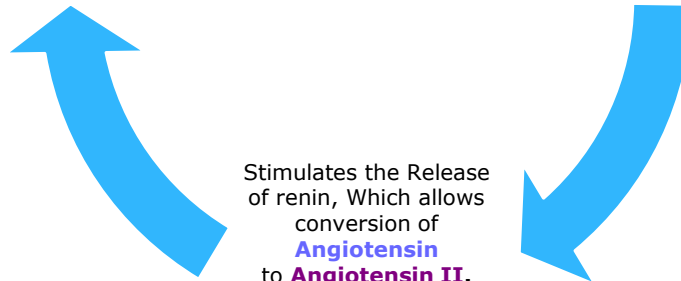 Stimulates the Release
of renin, Which allows
conversion of
Angiotensin
to Angiotensin II.